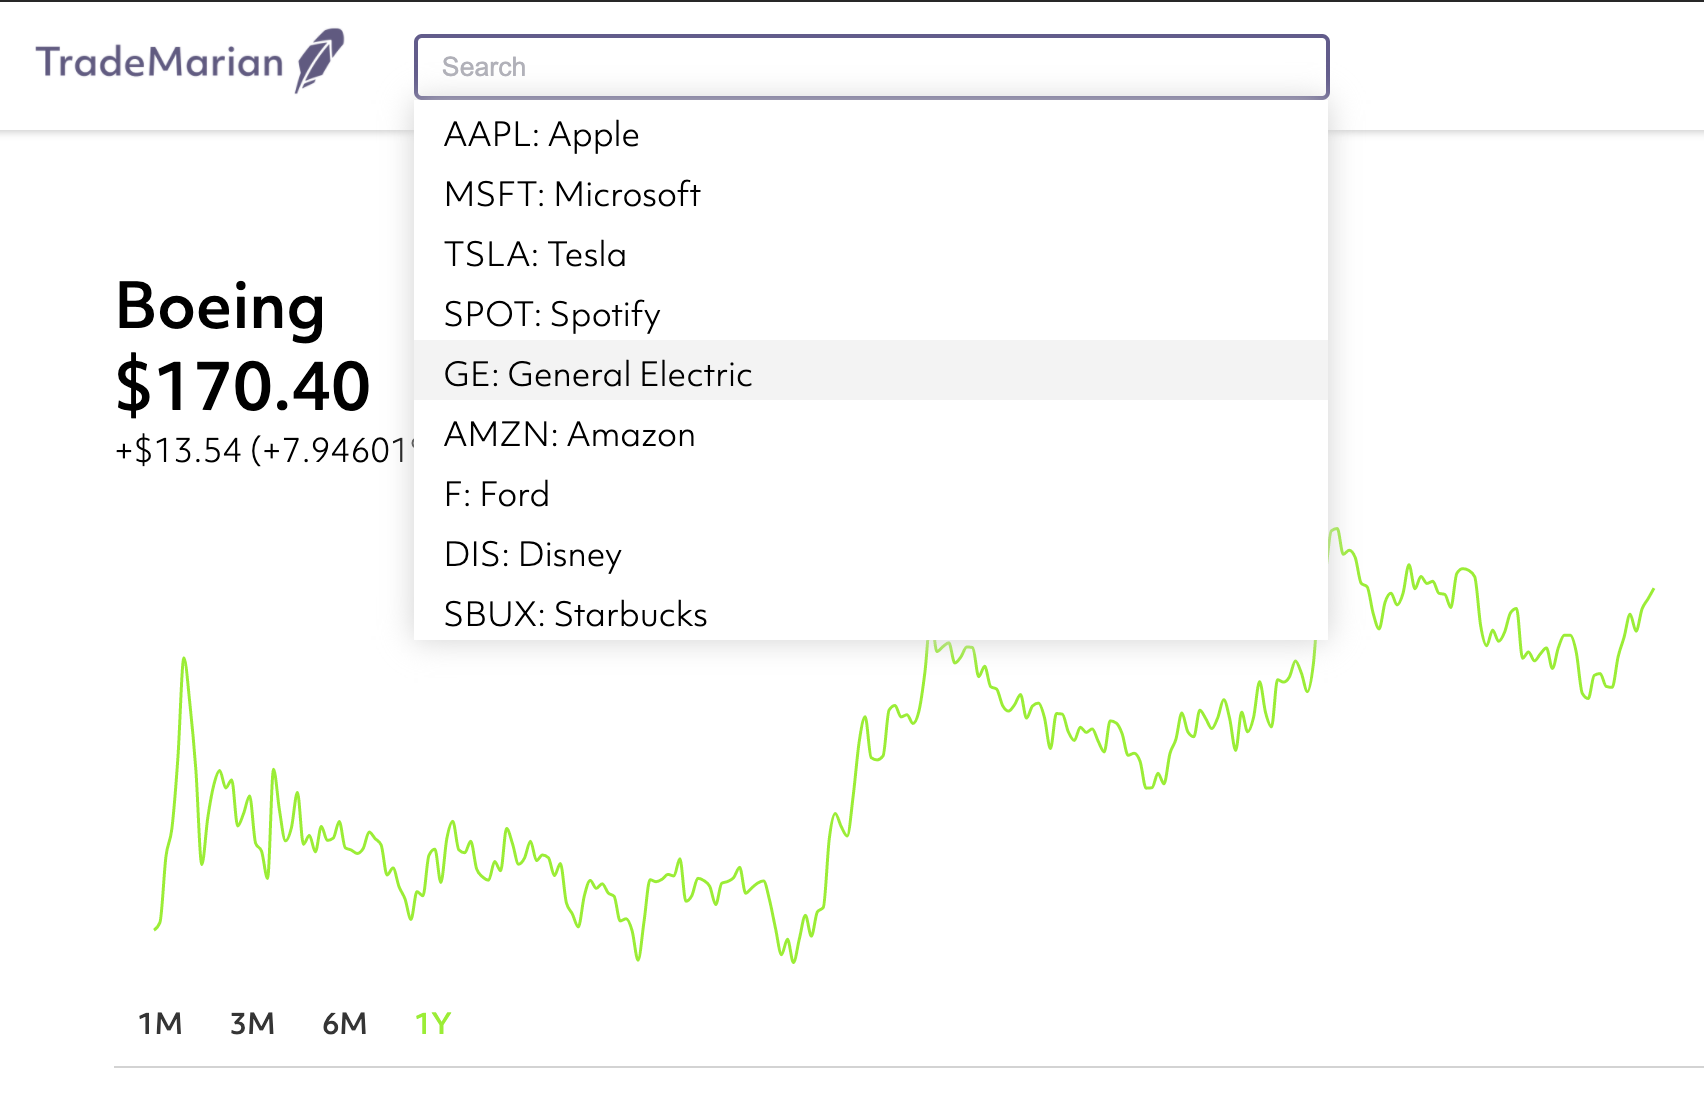 TradeMarian
Search
AAPL: Apple
MSFT: Microsoft
TSLA: Tesla
SPOT: Spotify
GE: General Electric
AMZN: Amazon
F: Ford
DIS: Disney
SBUX: Starbucks
Boeing
$170.40
+$13.54 (+7.94601
1M 3M 6M 1Y